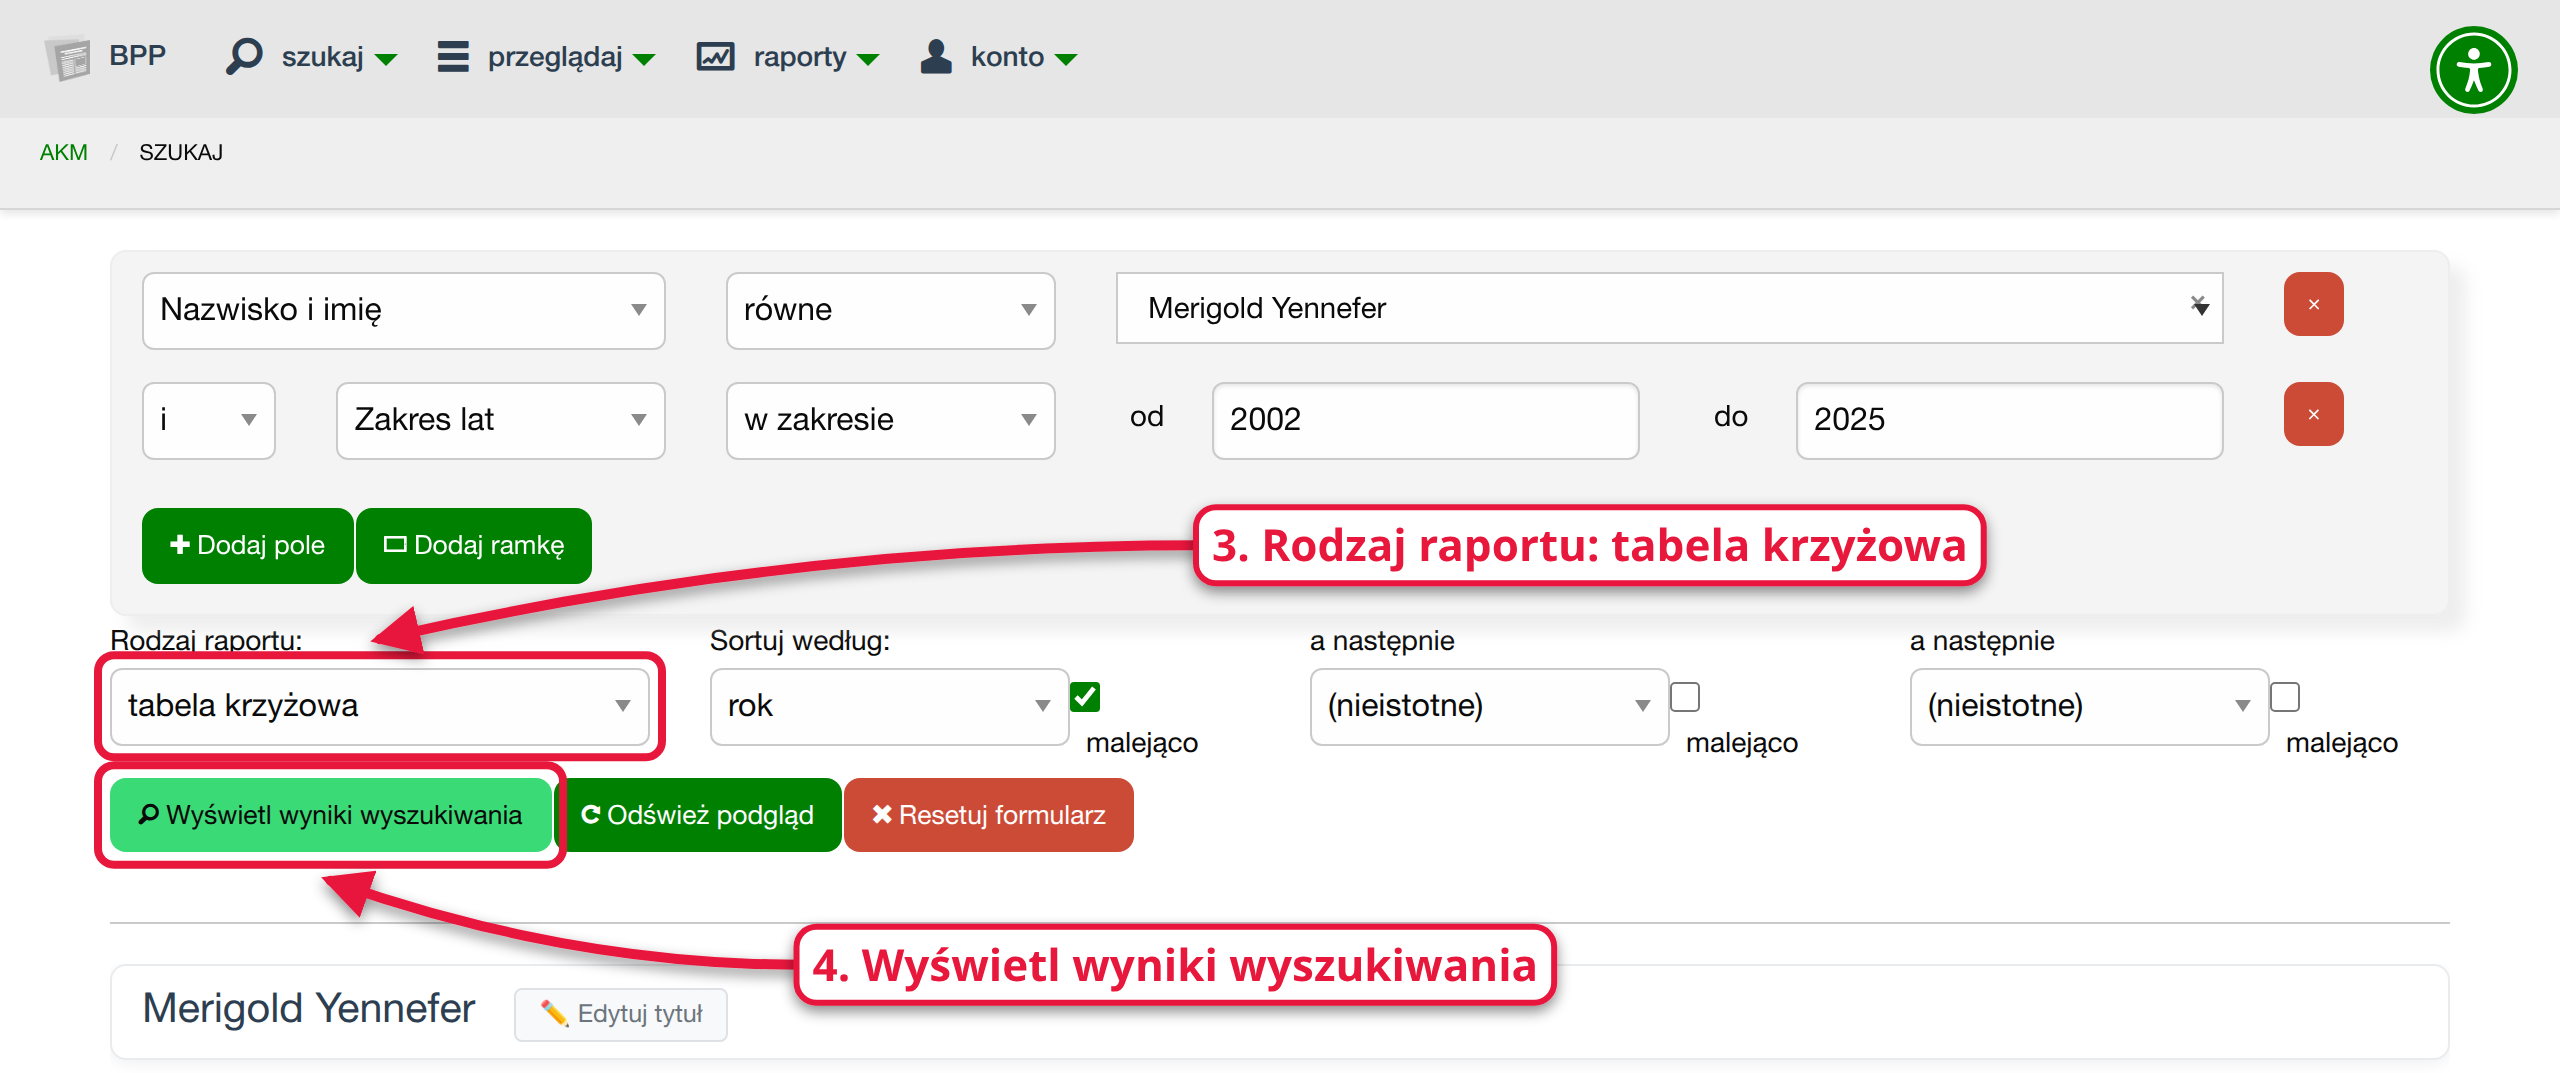 BPP szukaj przeglądaj raporty konto
AKM / SZUKAJ
Nazwisko i imię równe Merigold Yennefer × ×
i Zakres lat w zakresie od 2002 do 2025 ×
Dodaj pole Dodaj ramkę
3. Rodzaj raportu: tabela krzyżowa
Rodzaj raportu: Sortuj według: a następnie a następnie
tabela krzyżowa rok (nieistotne) (nieistotne)
malejąco malejąco malejąco
Wyświetl wyniki wyszukiwania Odśwież podgląd Resetuj formularz
4. Wyświetl wyniki wyszukiwania
Merigold Yennefer Edytuj tytuł